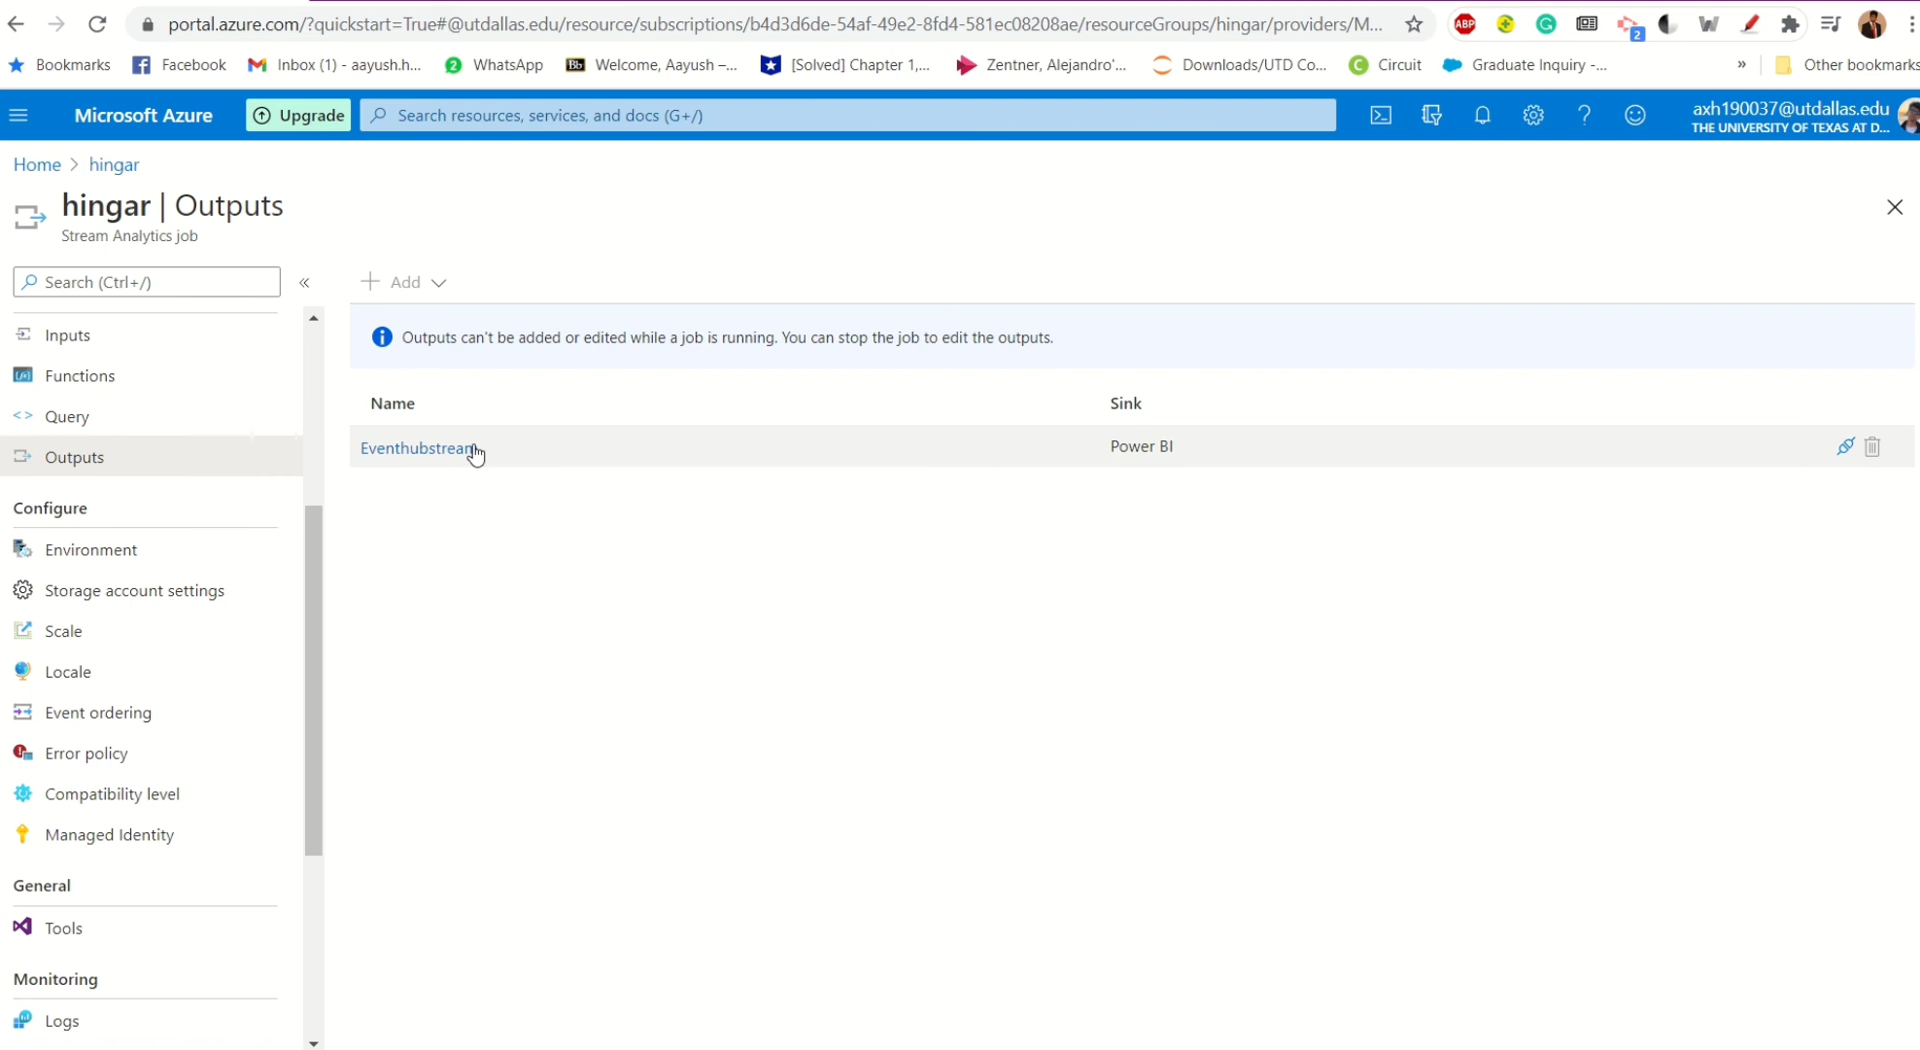 portal.azure.com/?quickstart=True#@utdallas.edu/resource/subscriptions/b4d3d6de-54af-49e2-8fd4-581ec08208ae/resourceGroups/hingar/providers/M...
ABP
2
Bookmarks
Facebook
Inbox (1) - aayush.h...
2
WhatsApp
Bb
Welcome, Aayush –...
[Solved] Chapter 1,...
Zentner, Alejandro'...
Downloads/UTD Co...
C
Circuit
Graduate Inquiry -...
»
Other bookmarks
Microsoft Azure
Upgrade
Search resources, services, and docs (G+/)
axh190037@utdallas.edu
THE UNIVERSITY OF TEXAS AT D...
Home > hingar
hingar | Outputs
Stream Analytics job
Search (Ctrl+/)
«
Add
Inputs
Outputs can't be added or edited while a job is running. You can stop the job to edit the outputs.
Functions
Name
Sink
Query
Eventhubstream
Power BI
Outputs
Configure
Environment
Storage account settings
Scale
Locale
Event ordering
Error policy
Compatibility level
Managed Identity
General
Tools
Monitoring
Logs